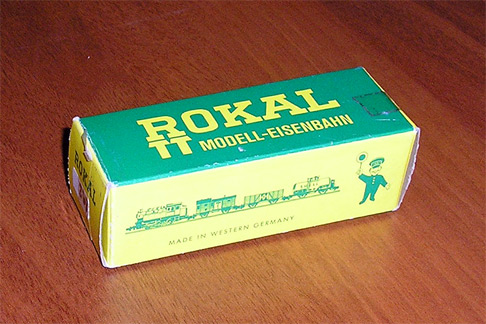 ROKAL
TT MODELL-EISENBAHN
ROKAL
MADE IN WESTERN GERMANY